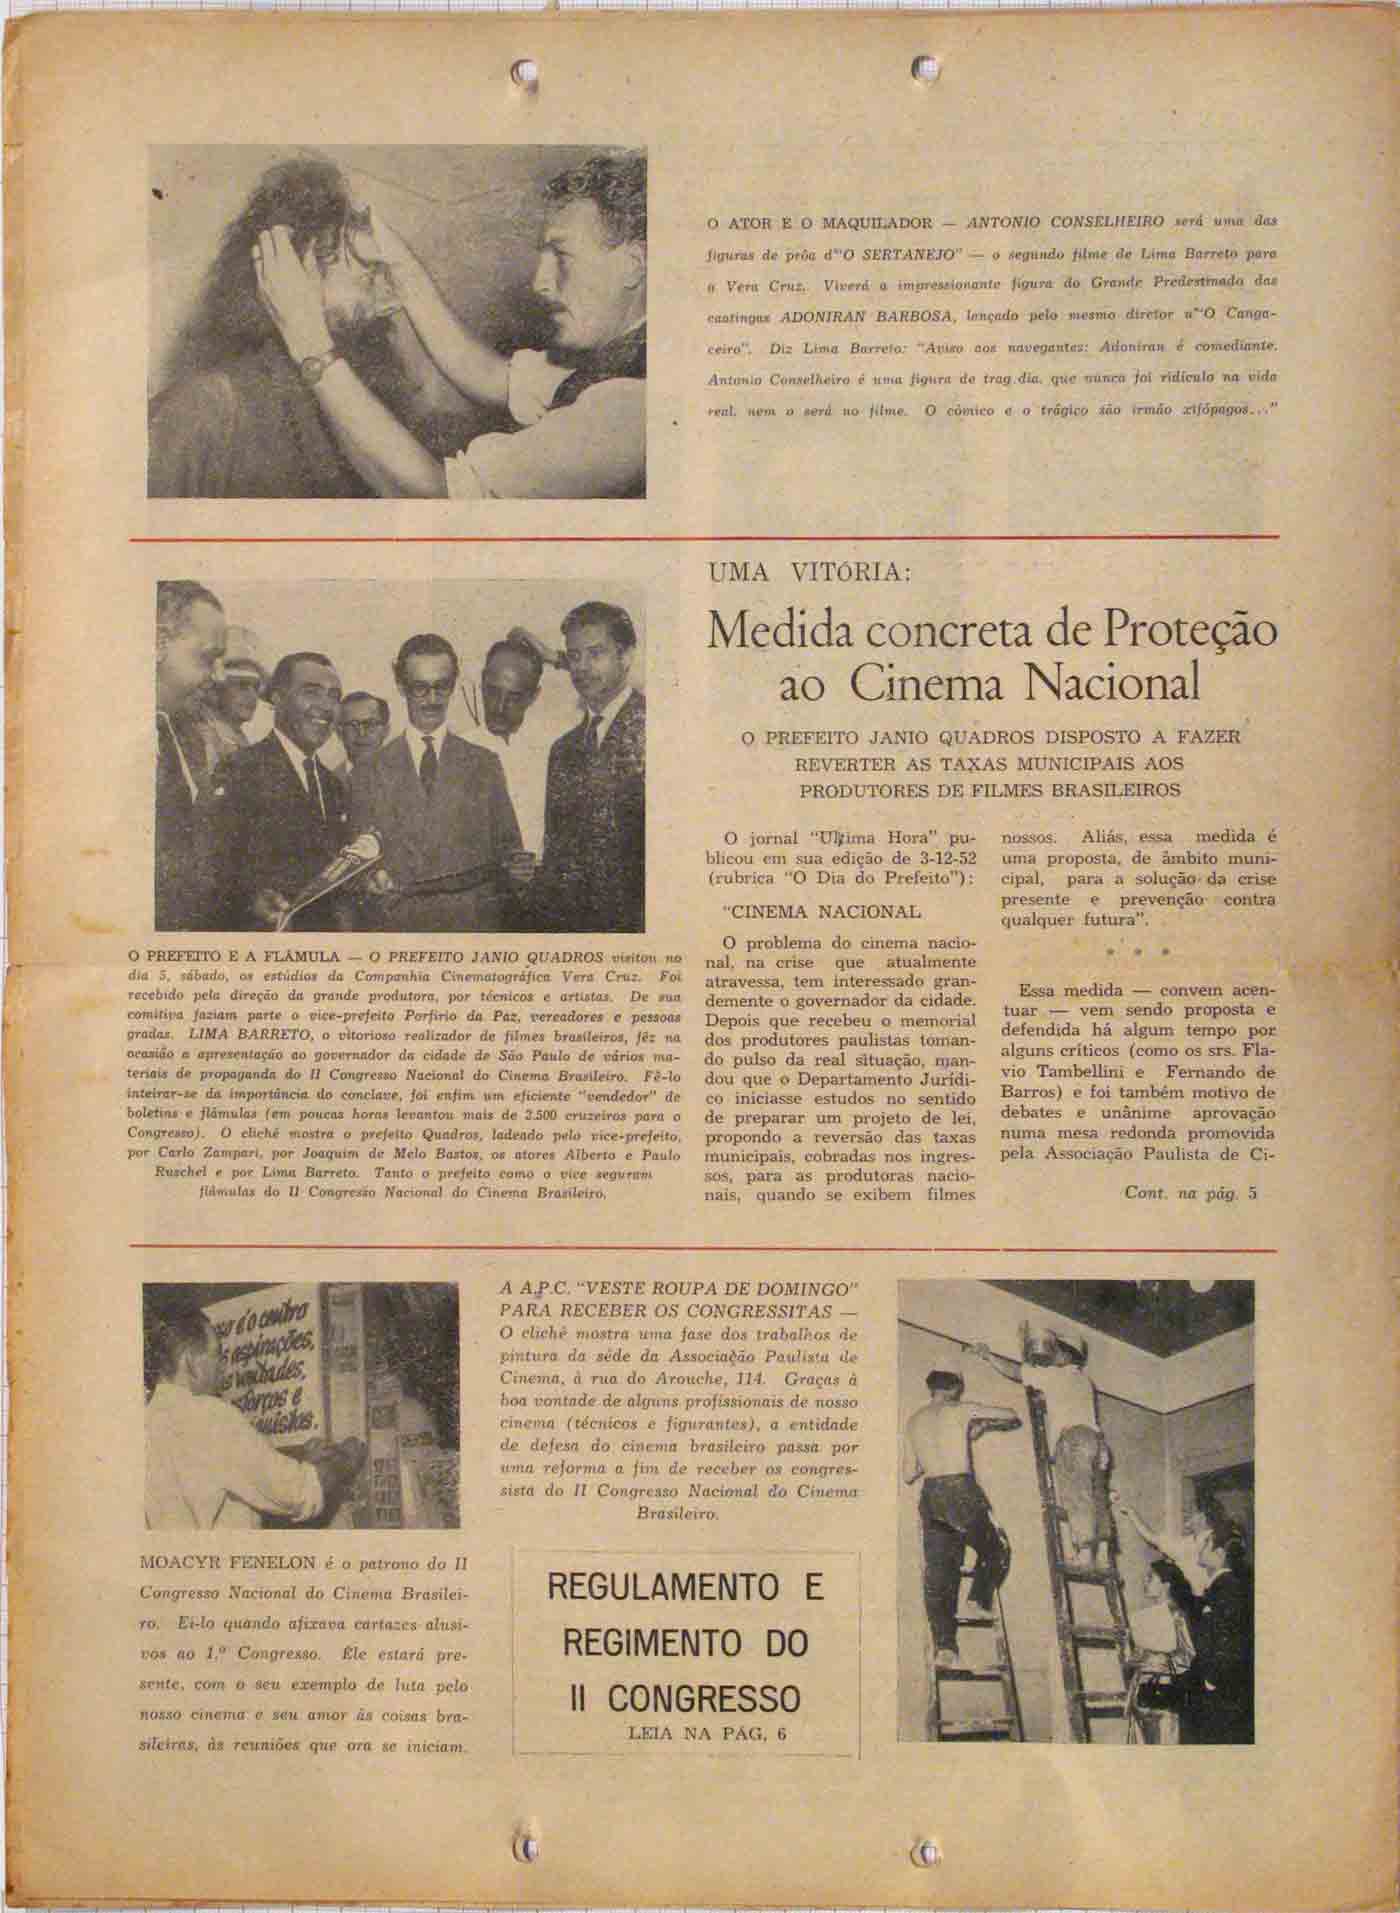 O ATOR E O MAQUILADOR — ANTONIO CONSELHEIRO será uma das
figuras de prôa d"'O SERTANEJO" — o segundo filme de Lima Barreto para
a Vera Cruz. Viverá a impressionante figura do Grande Predestinado das
caatingas ADONIRAN BARBOSA, lançado pelo mesmo diretor n"'O Canga-
ceiro". Diz Lima Barreto: "Aviso aos navegantes: Adoniran é comediante.
Antonio Conselheiro é uma figura de trag dia, que nunca foi ridículo na vida
real, nem o será no filme. O cômico e o trágico são irmão xifópagos..."
UMA VITÓRIA:
Medida concreta de Proteção
ao Cinema Nacional
O PREFEITO JANIO QUADROS DISPOSTO A FAZER
REVERTER AS TAXAS MUNICIPAIS AOS
PRODUTORES DE FILMES BRASILEIROS
O PREFEITO E A FLÂMULA — O PREFEITO JANIO QUADROS visitou no
dia 5, sábado, os estúdios da Companhia Cinematográfica Vera Cruz. Foi
recebido pela direção da grande produtora, por técnicos e artistas. De sua
comitiva faziam parte o vice-prefeito Porfirio da Paz, vereadores e pessoas
gradas. LIMA BARRETO, o vitorioso realizador de filmes brasileiros, fêz na
ocasião a apresentação ao governador da cidade de São Paulo de vários ma-
teriais de propaganda do II Congresso Nacional do Cinema Brasileiro. Fê-lo
inteirar-se da importância do conclave, foi enfim um eficiente "vendedor" de
boletins e flâmulas (em poucas horas levantou mais de 2.500 cruzeiros para o
Congresso). O clichê mostra o prefeito Quadros, ladeado pelo vice-prefeito,
por Carlo Zampari, por Joaquim de Melo Bastos, os atores Alberto e Paulo
Ruschel e por Lima Barreto. Tanto o prefeito como o vice seguram
flâmulas do II Congresso Nacional do Cinema Brasileiro.
O jornal "Ultima Hora" pu-
blicou em sua edição de 3-12-52
(rubrica "O Dia do Prefeito"):
"CINEMA NACIONAL
O problema do cinema nacio-
nal, na crise que atualmente
atravessa, tem interessado gran-
demente o governador da cidade.
Depois que recebeu o memorial
dos produtores paulistas toman-
do pulso da real situação, man-
dou que o Departamento Jurídi-
co iniciasse estudos no sentido
de preparar um projeto de lei,
propondo a reversão das taxas
municipais, cobradas nos ingres-
sos, para as produtoras nacio-
nais, quando se exibem filmes
nossos. Aliás, essa medida é
uma proposta, de âmbito muni-
cipal, para a solução da crise
presente e prevenção contra
qualquer futura".
* * *
Essa medida — convem acen-
tuar — vem sendo proposta e
defendida há algum tempo por
alguns críticos (como os srs. Fla-
vio Tambellini e Fernando de
Barros) e foi também motivo de
debates e unânime aprovação
numa mesa redonda promovida
pela Associação Paulista de Ci-
Cont. na pág. 5
é o contra
aspirações,
vontades,
MOACYR FENELON é o patrono do II
Congresso Nacional do Cinema Brasilei-
ro. Ei-lo quando afixava cartazes alusi-
vos ao 1.º Congresso. Êle estará pre-
sente, com o seu exemplo de luta pelo
nosso cinema e seu amor às coisas bra-
sileiras, às reuniões que ora se iniciam.
A A.P.C. "VESTE ROUPA DE DOMINGO"
PARA RECEBER OS CONGRESSITAS —
O clichê mostra uma fase dos trabalhos de
pintura da séde da Associação Paulista de
Cinema, à rua do Arouche, 114. Graças à
boa vontade de alguns profissionais de nosso
cinema (técnicos e figurantes), a entidade
de defesa do cinema brasileiro passa por
uma reforma a fim de receber os congres-
sista do II Congresso Nacional do Cinema
Brasileiro.
REGULAMENTO E
REGIMENTO DO
II CONGRESSO
LEIA NA PÁG. 6